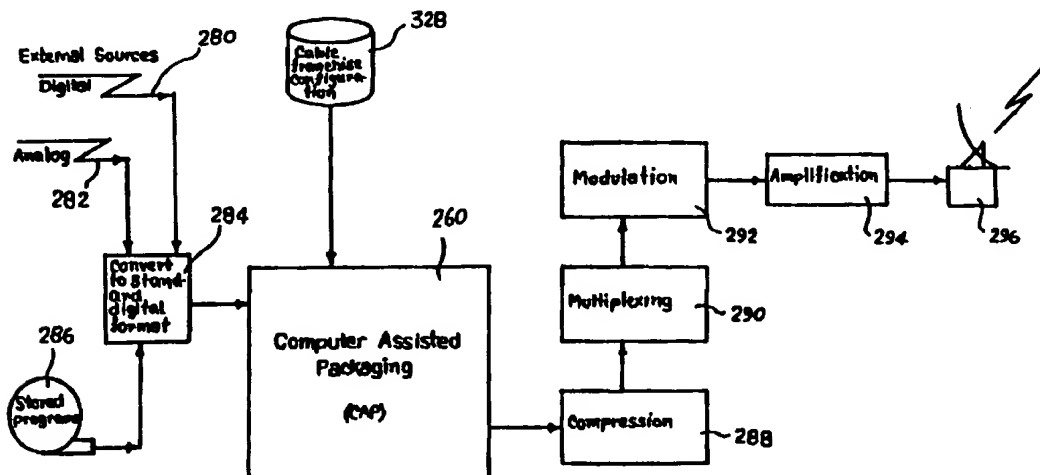 External Sources
Digital
280
Analog
282
284
Convert
to Stand-
ard
digital
format
286
Stored
programs
328
Cable
franchise
configura-
tion
260
Computer Assisted
Packaging
(CAP)
Modulation
292
Amplification
294
296
Multiplexing
290
Compression
288